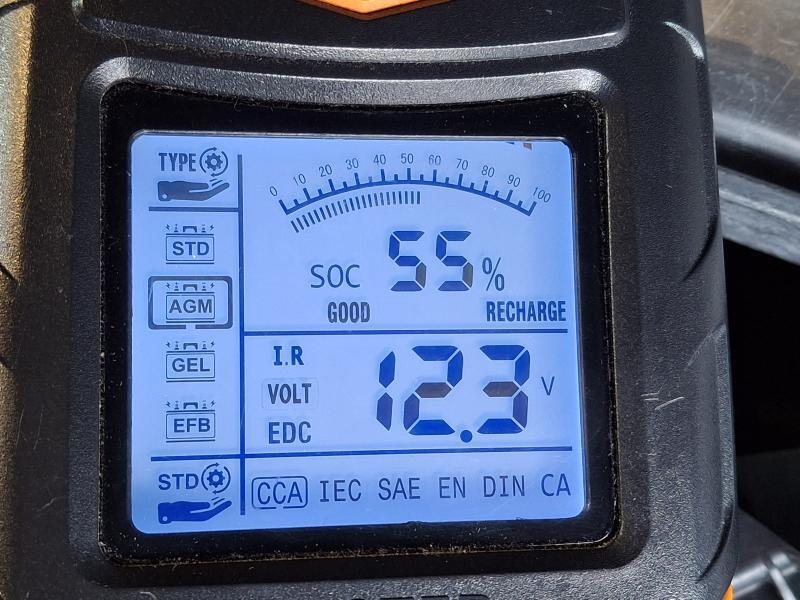 TYPE
0 10 20 30 40 50 60 70 80 90 100
STD
SOC 55 %
AGM
GOOD RECHARGE
GEL
I.R
VOLT 12.3 V
EFB
EDC
STD
CCA IEC SAE EN DIN CA